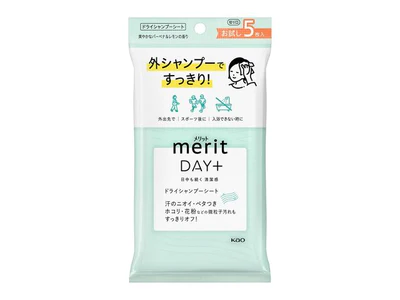 ドライシャンプーシート
爽やかなバーベナ&レモンの香り
お試し5枚入
外シャンプーで
すっきり!
外出先で
スポーツ後に
入浴できない時に
メリット
merit
DAY+
日中も続く 清潔感
ドライシャンプーシート
汗のニオイ・ベタつき
ホコリ・花粉などの微粒子汚れも
すっきりオフ!
Kao